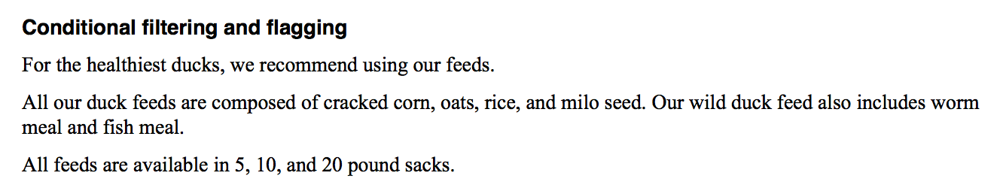 Conditional filtering and flagging
For the healthiest ducks, we recommend using our feeds.
All our duck feeds are composed of cracked corn, oats, rice, and milo seed. Our wild duck feed also includes worm
meal and fish meal.
All feeds are available in 5, 10, and 20 pound sacks.